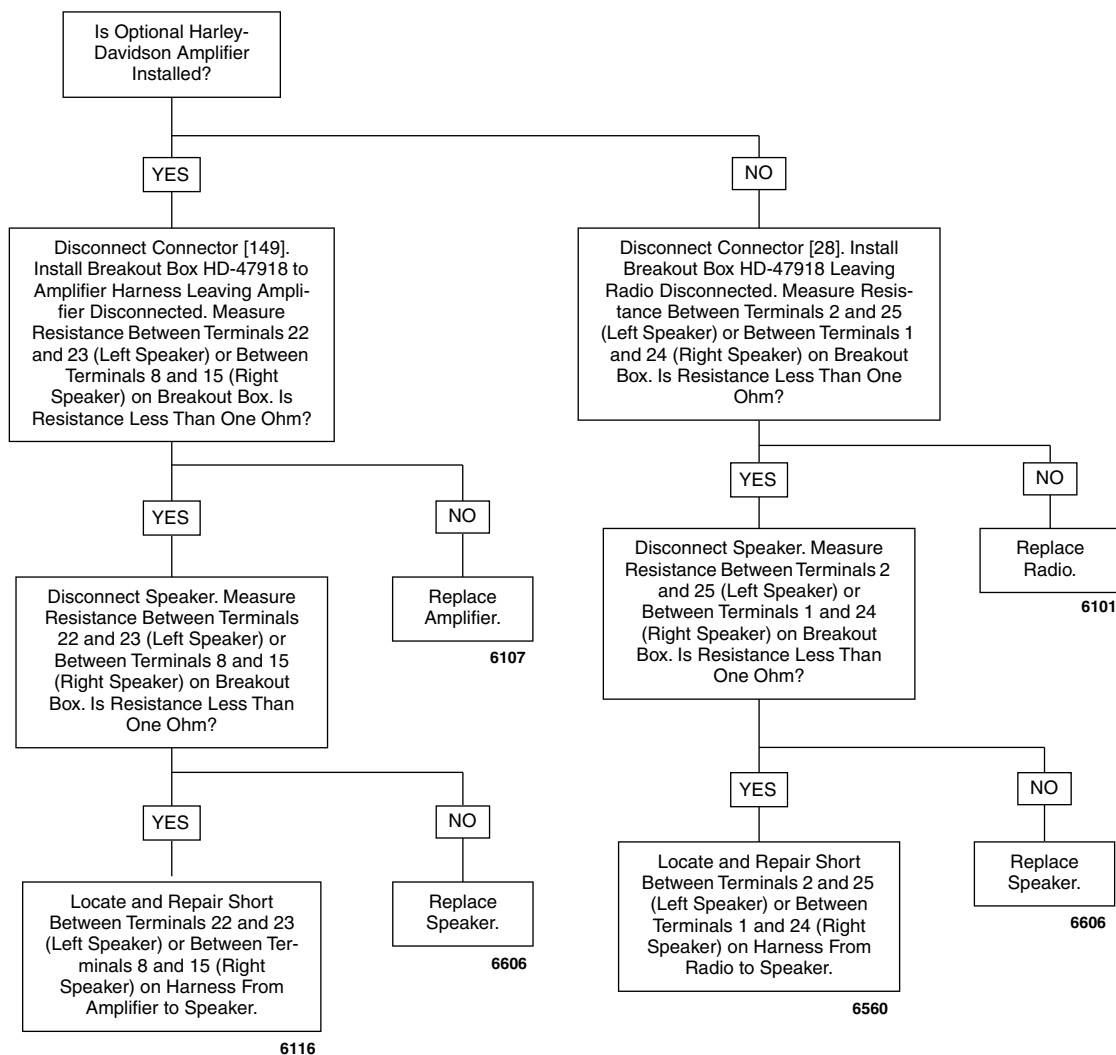 Is Optional Harley-
Davidson Amplifier
Installed?
YES
NO
Disconnect Connector [149].
Install Breakout Box HD-47918 to
Amplifier Harness Leaving Ampli-
fier Disconnected. Measure
Resistance Between Terminals 22
and 23 (Left Speaker) or Between
Terminals 8 and 15 (Right
Speaker) on Breakout Box. Is
Resistance Less Than One Ohm?
Disconnect Connector [28]. Install
Breakout Box HD-47918 Leaving
Radio Disconnected. Measure Resis-
tance Between Terminals 2 and 25
(Left Speaker) or Between Terminals 1
and 24 (Right Speaker) on Breakout
Box. Is Resistance Less Than One
Ohm?
YES
NO
YES
NO
Disconnect Speaker. Measure
Resistance Between Terminals
22 and 23 (Left Speaker) or
Between Terminals 8 and 15
(Right Speaker) on Breakout
Box. Is Resistance Less Than
One Ohm?
Replace
Amplifier.
6107
Disconnect Speaker. Measure
Resistance Between Terminals 2
and 25 (Left Speaker) or
Between Terminals 1 and 24
(Right Speaker) on Breakout
Box. Is Resistance Less Than
One Ohm?
Replace
Radio.
6101
YES
NO
YES
NO
Locate and Repair Short
Between Terminals 22 and 23
(Left Speaker) or Between Ter-
minals 8 and 15 (Right
Speaker) on Harness From
Amplifier to Speaker.
6116
Replace
Speaker.
6606
Locate and Repair Short
Between Terminals 2 and 25
(Left Speaker) or Between
Terminals 1 and 24 (Right
Speaker) on Harness From
Radio to Speaker.
6560
Replace
Speaker.
6606